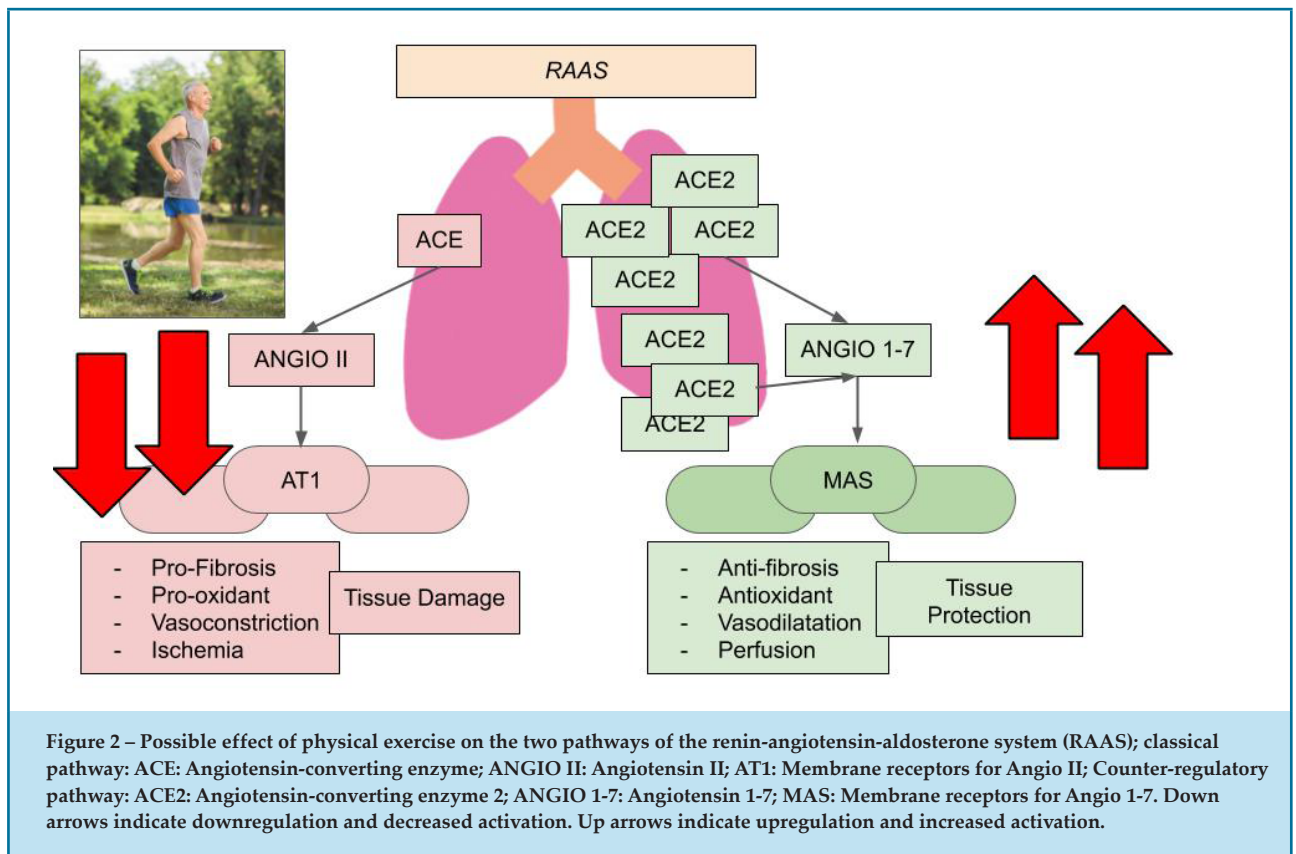 RAAS
ACE2
ACE
ACE2
ACE2
ACE2
ACE2
ANGIO II
ANGIO 1-7
ACE2
ACE2
AT1
MAS
- Pro-Fibrosis
- Pro-oxidant
- Vasoconstriction
- Ischemia
Tissue Damage
- Anti-fibrosis
- Antioxidant
- Vasodilatation
- Perfusion
Tissue
Protection
Figure 2 – Possible effect of physical exercise on the two pathways of the renin-angiotensin-aldosterone system (RAAS); classical
pathway: ACE: Angiotensin-converting enzyme; ANGIO II: Angiotensin II; AT1: Membrane receptors for Angio II; Counter-regulatory
pathway: ACE2: Angiotensin-converting enzyme 2; ANGIO 1-7: Angiotensin 1-7; MAS: Membrane receptors for Angio 1-7. Down
arrows indicate downregulation and decreased activation. Up arrows indicate upregulation and increased activation.